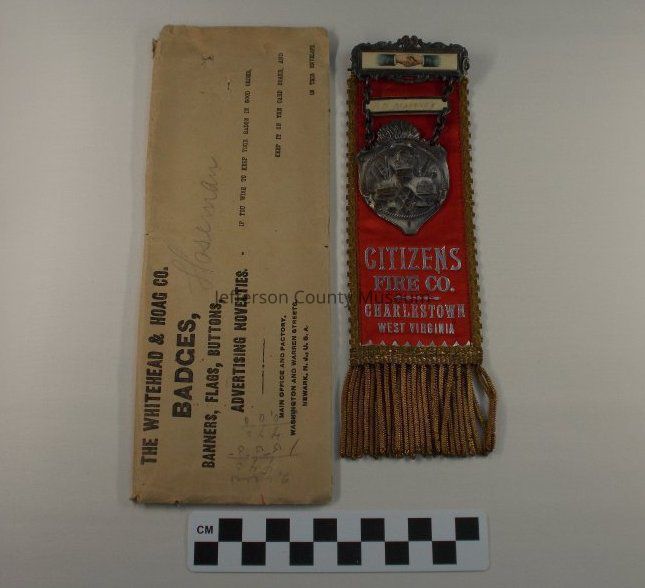 THE WHITEHEAD & HOAG CO.
BADGES,
BANNERS, FLAGS, BUTTONS,
ADVERTISING NOVELTIES.
MAIN OFFICE AND FACTORY,
WASHINGTON AND WARREN STREETS,
NEWARK, N. J., U. S. A.
IF YOU WISH TO KEEP YOUR BADGE IN GOOD ORDER,
KEEP IT IN THE CARD BOARD, AND
IN THIS ENVELOPE
Hoseman
CITIZENS
FIRE CO.
CHARLESTOWN
WEST VIRGINIA
Jefferson County Museum
CM